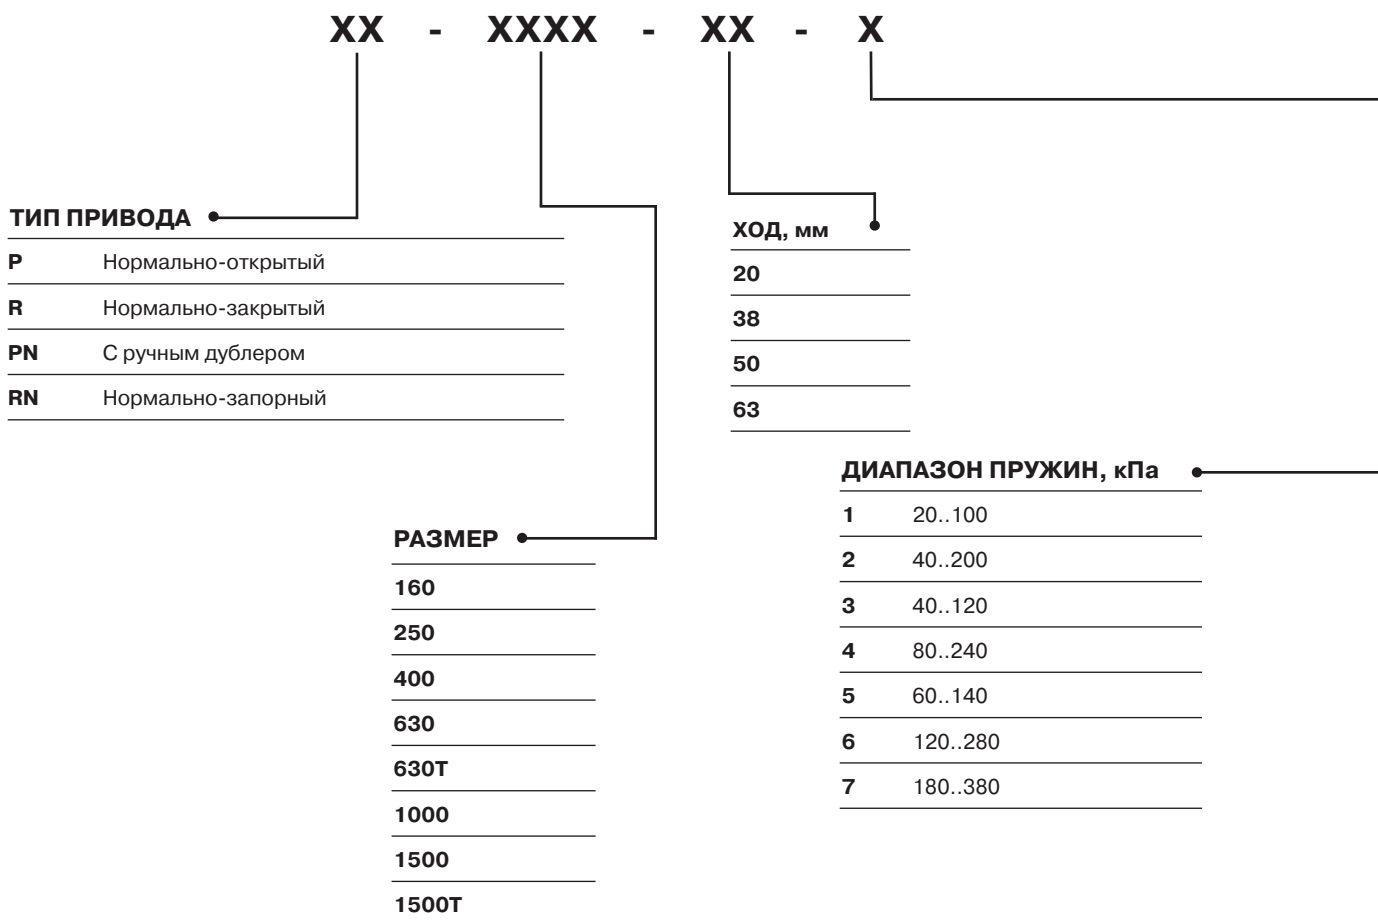 XX - XXXX - XX - X
ТИП ПРИВОДА
P Нормально-открытый
R Нормально-закрытый
PN С ручным дублером
RN Нормально-запорный
РАЗМЕР
160
250
400
630
630Т
1000
1500
1500Т
ХОД, мм
20
38
50
63
ДИАПАЗОН ПРУЖИН, кПа
1 20..100
2 40..200
3 40..120
4 80..240
5 60..140
6 120..280
7 180..380